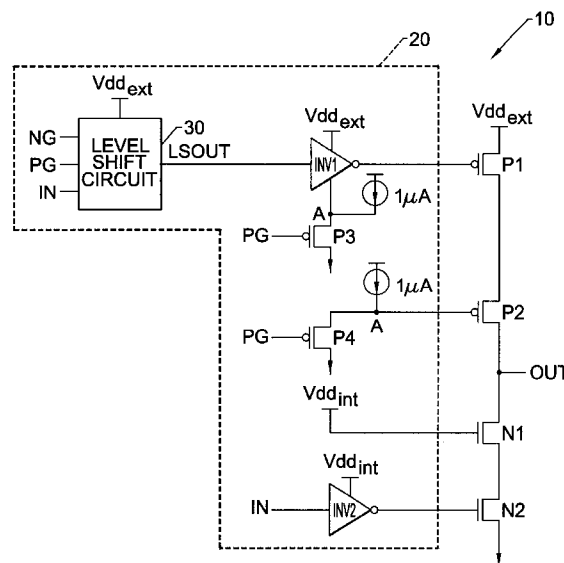 20
10
Vdd ext
Vdd ext
NG
PG
IN
LEVEL
SHIFT
CIRCUIT
30
LSOUT
Vdd ext
INV1
P1
1μA
A
PG
P3
1μA
A
PG
P4
P2
OUT
Vdd int
N1
Vdd int
IN
INV2
N2